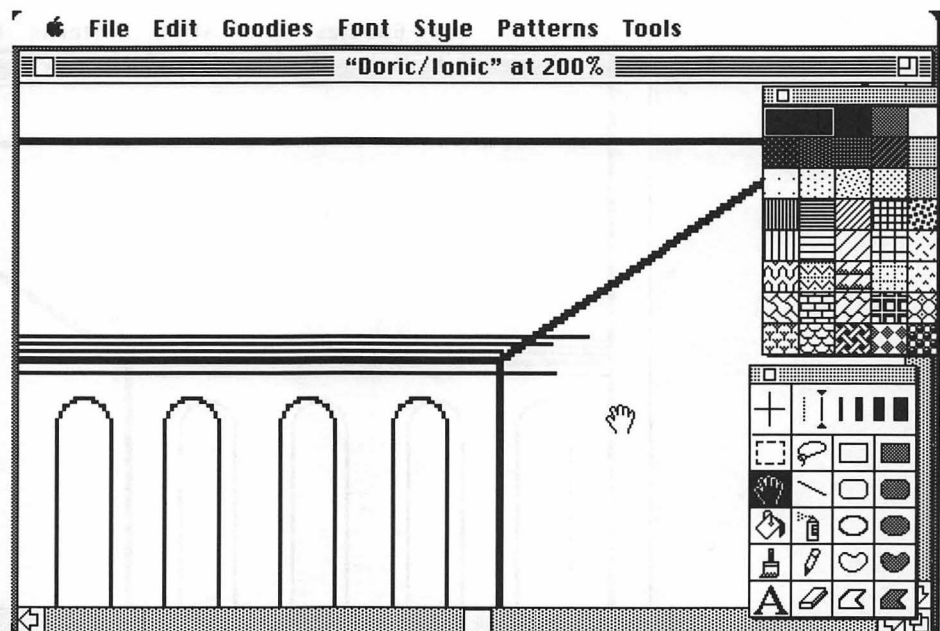 File Edit Goodies Font Style Patterns Tools
“Doric/Ionic” at 200%
A